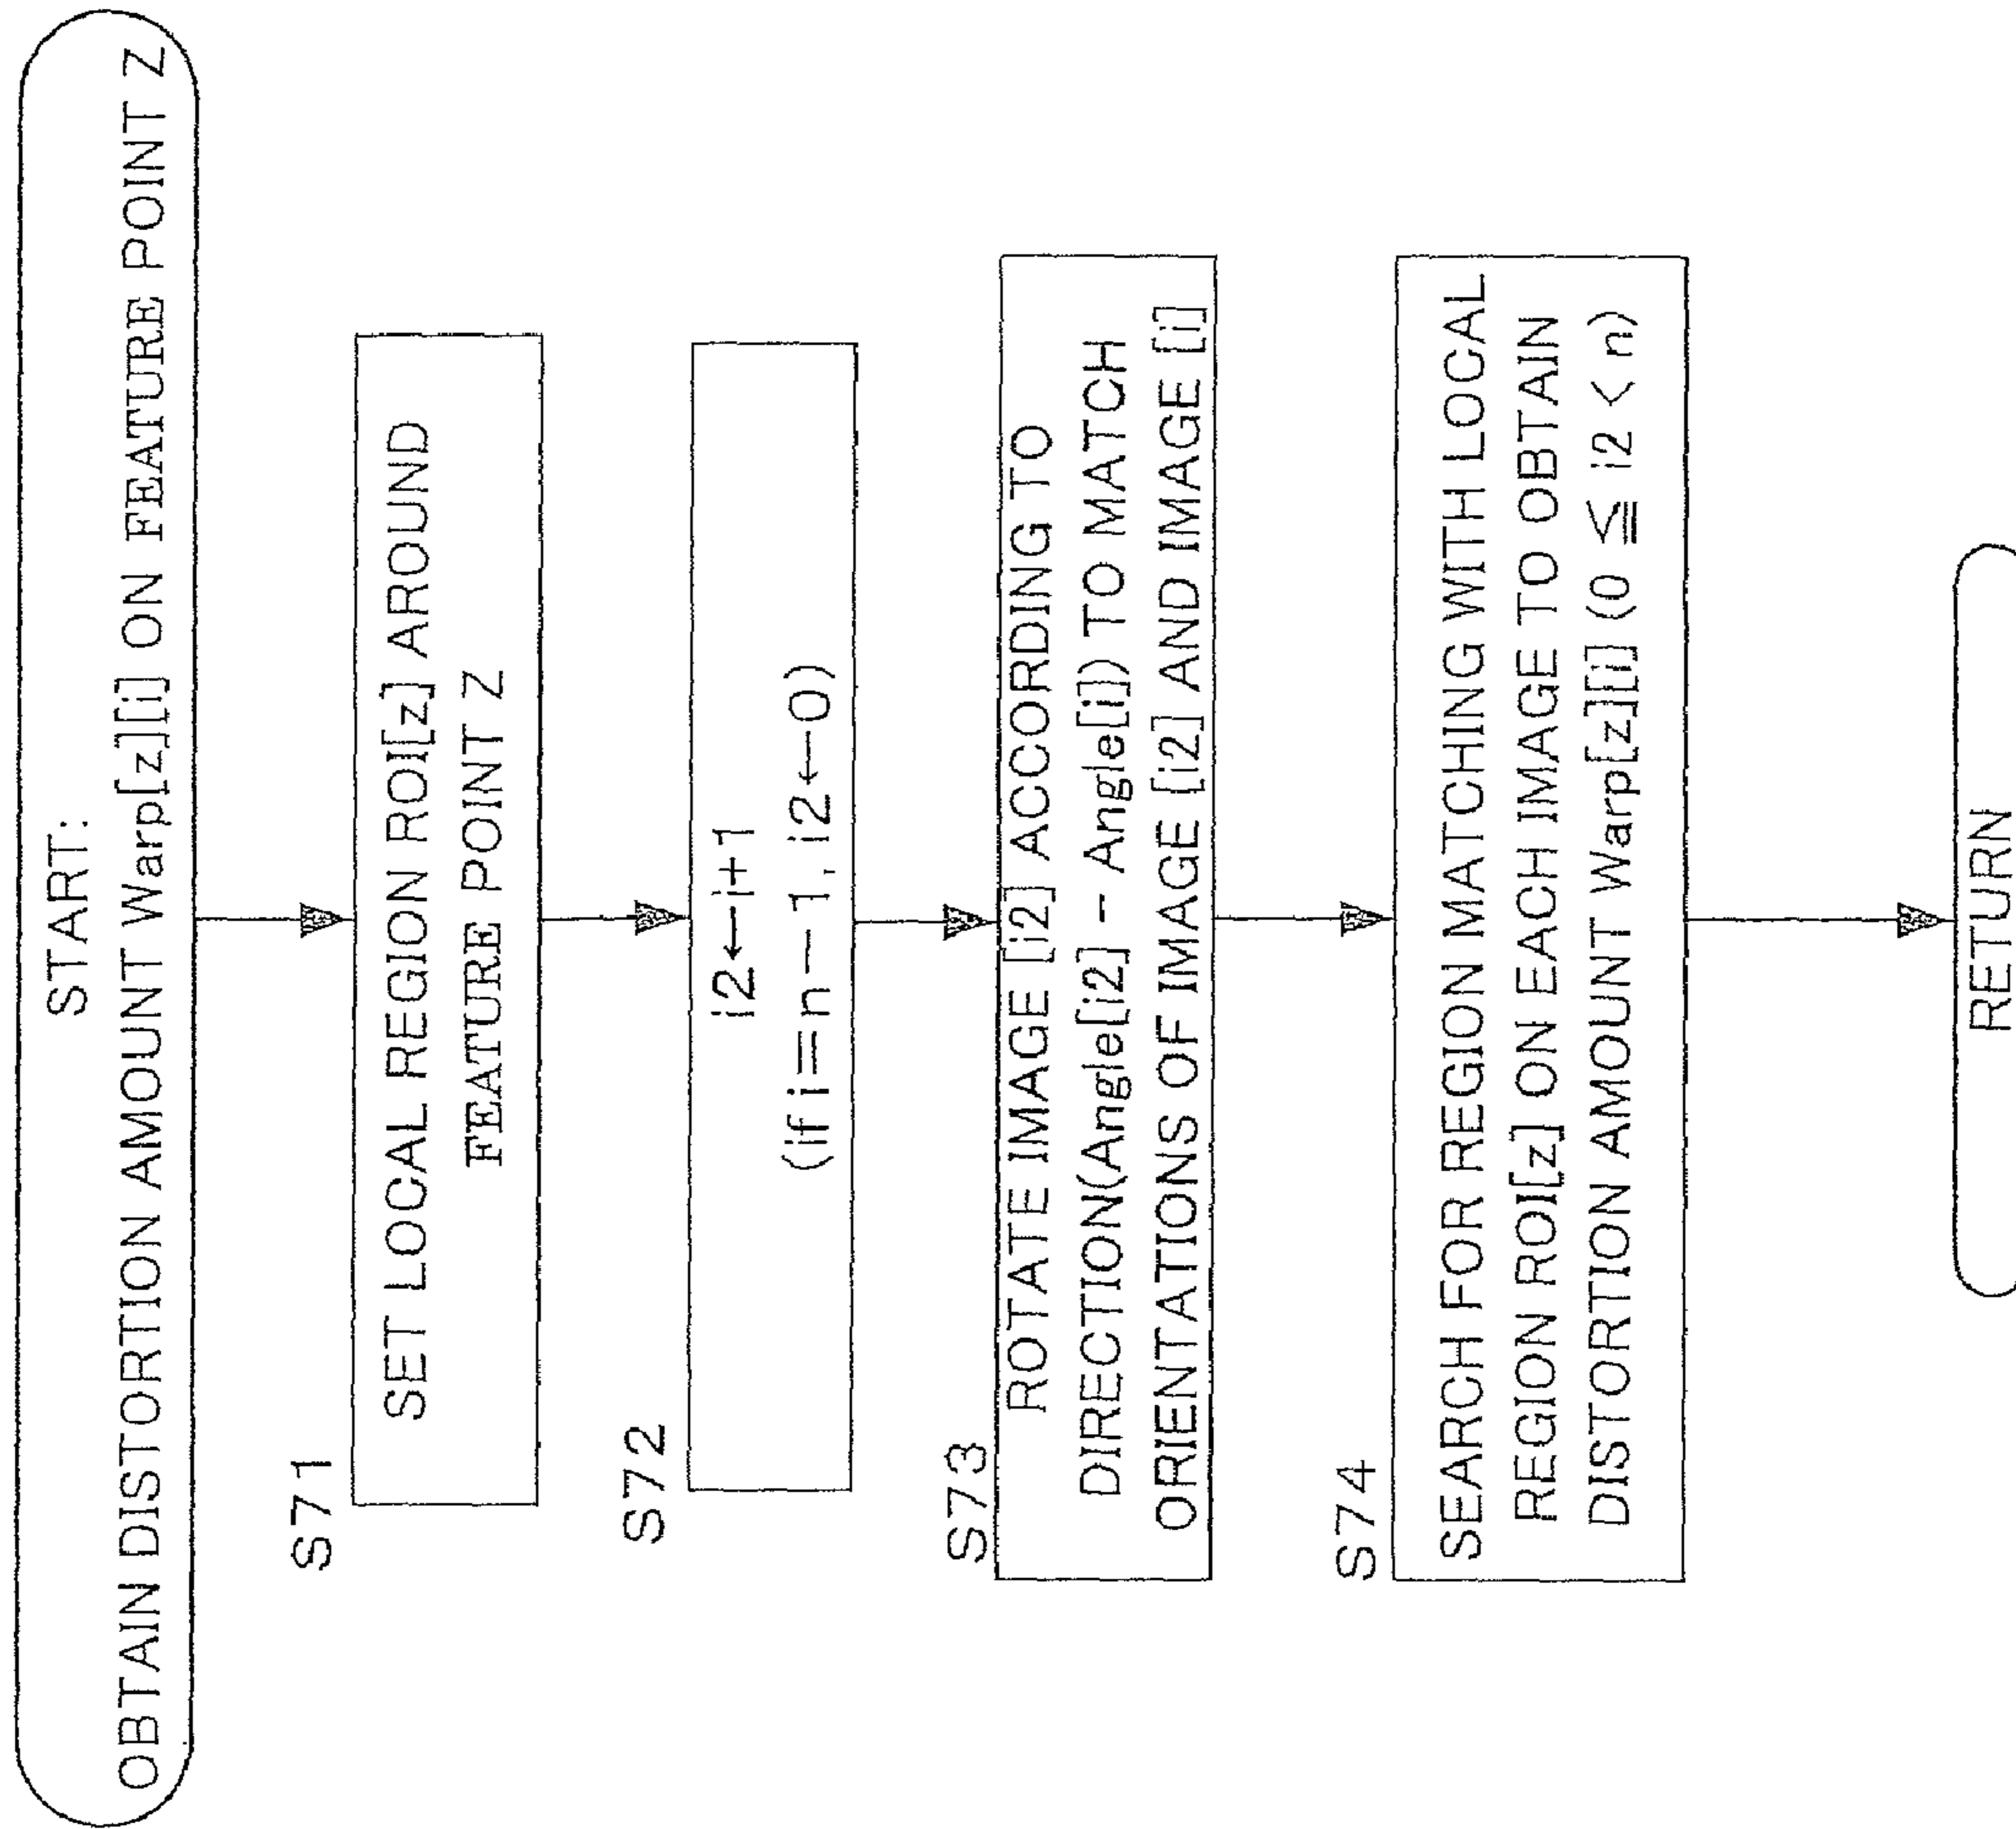 START:
OBTAIN DISTORTION AMOUNT Warp[z][i] ON FEATURE POINT Z
S71
SET LOCAL REGION ROI[z] AROUND
FEATURE POINT Z
S72
i2←i+1
(if i=n−1, i2←0)
S73
ROTATE IMAGE [i2] ACCORDING TO
DIRECTION(Angle[i2] - Angle[i]) TO MATCH
ORIENTATIONS OF IMAGE [i2] AND IMAGE [i]
S74
SEARCH FOR REGION MATCHING WITH LOCAL
REGION ROI[z] ON EACH IMAGE TO OBTAIN
DISTORTION AMOUNT Warp[z][i] (0 ≦ i2 < n)
RETURN